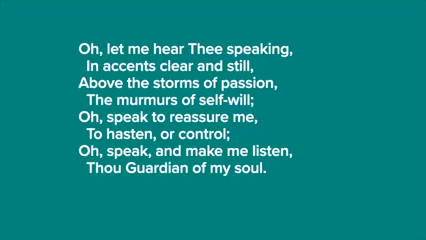 Oh, let me hear Thee speaking,
In accents clear and still,
Above the storms of passion,
The murmurs of self-will;
Oh, speak to reassure me,
To hasten, or control;
Oh, speak, and make me listen,
Thou Guardian of my soul.